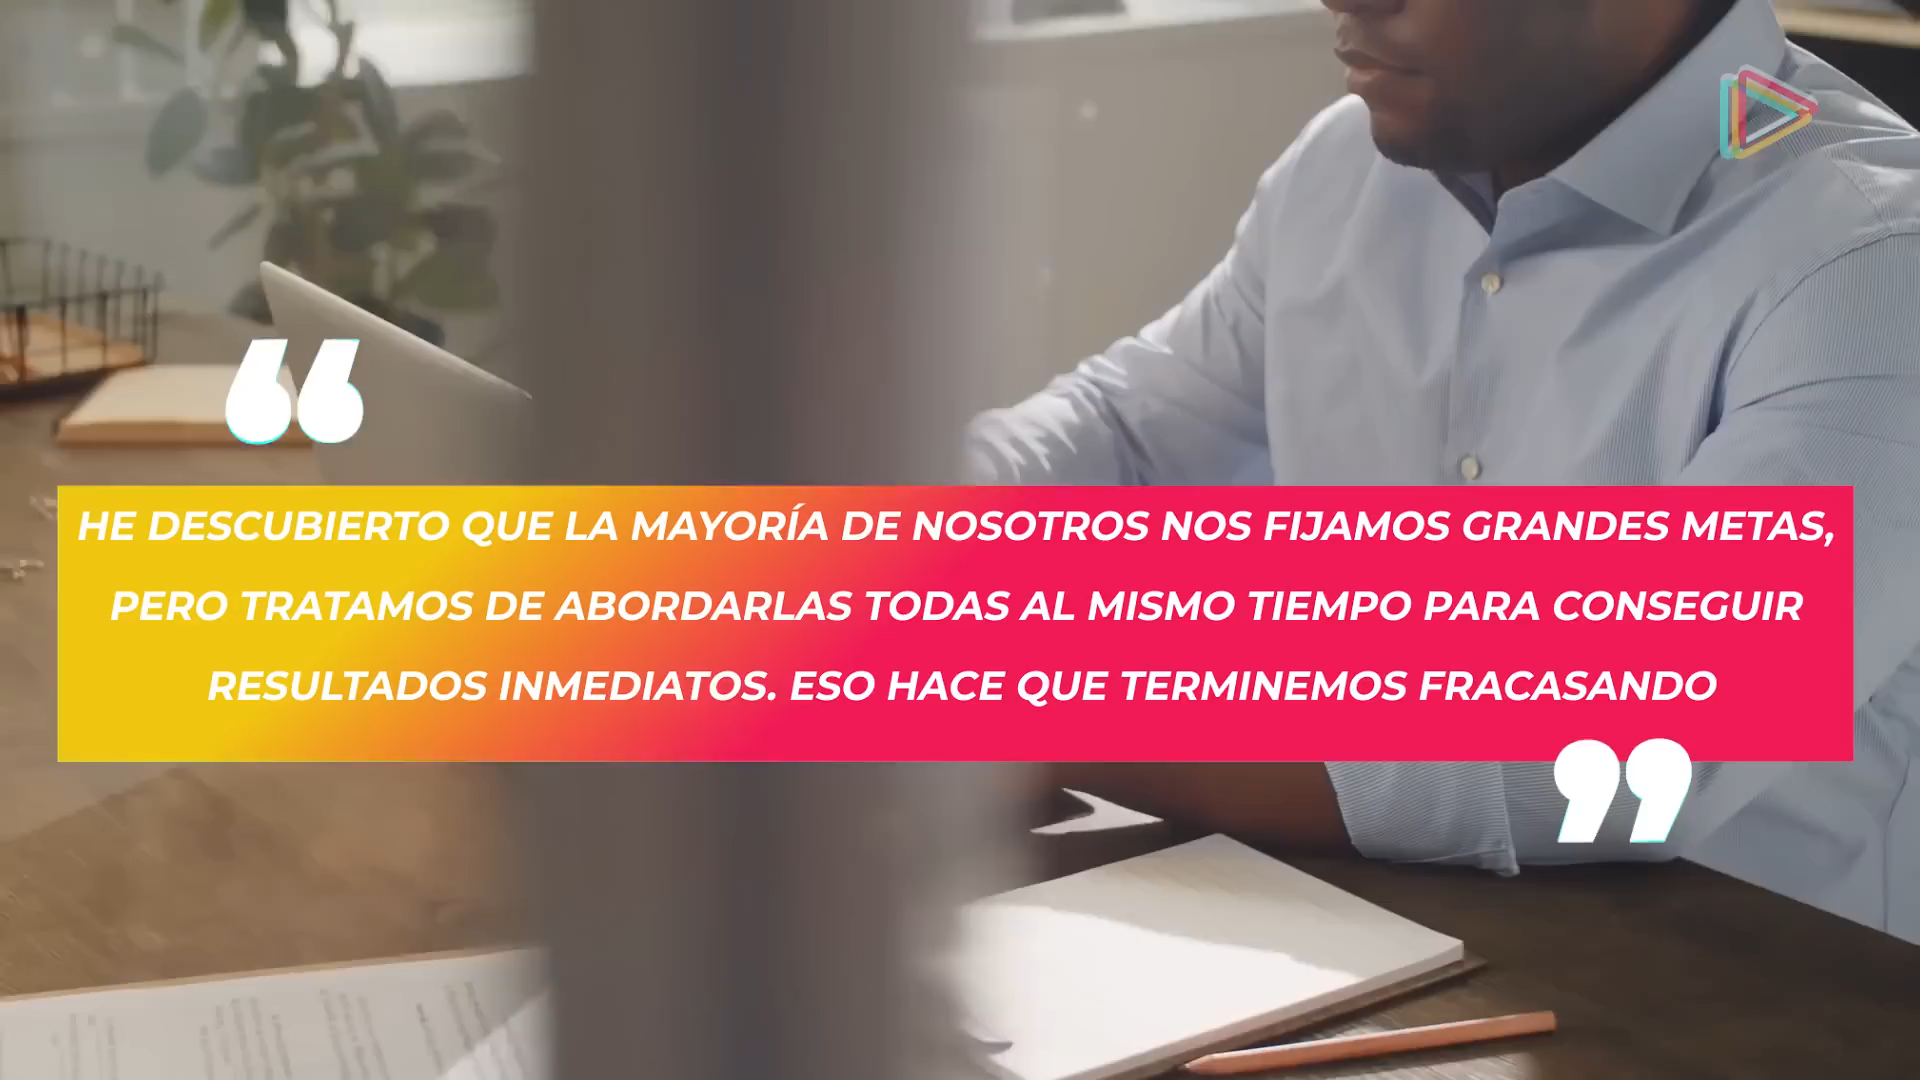 “
HE DESCUBIERTO QUE LA MAYORÍA DE NOSOTROS NOS FIJAMOS GRANDES METAS,
PERO TRATAMOS DE ABORDARLAS TODAS AL MISMO TIEMPO PARA CONSEGUIR
RESULTADOS INMEDIATOS. ESO HACE QUE TERMINEMOS FRACASANDO
”